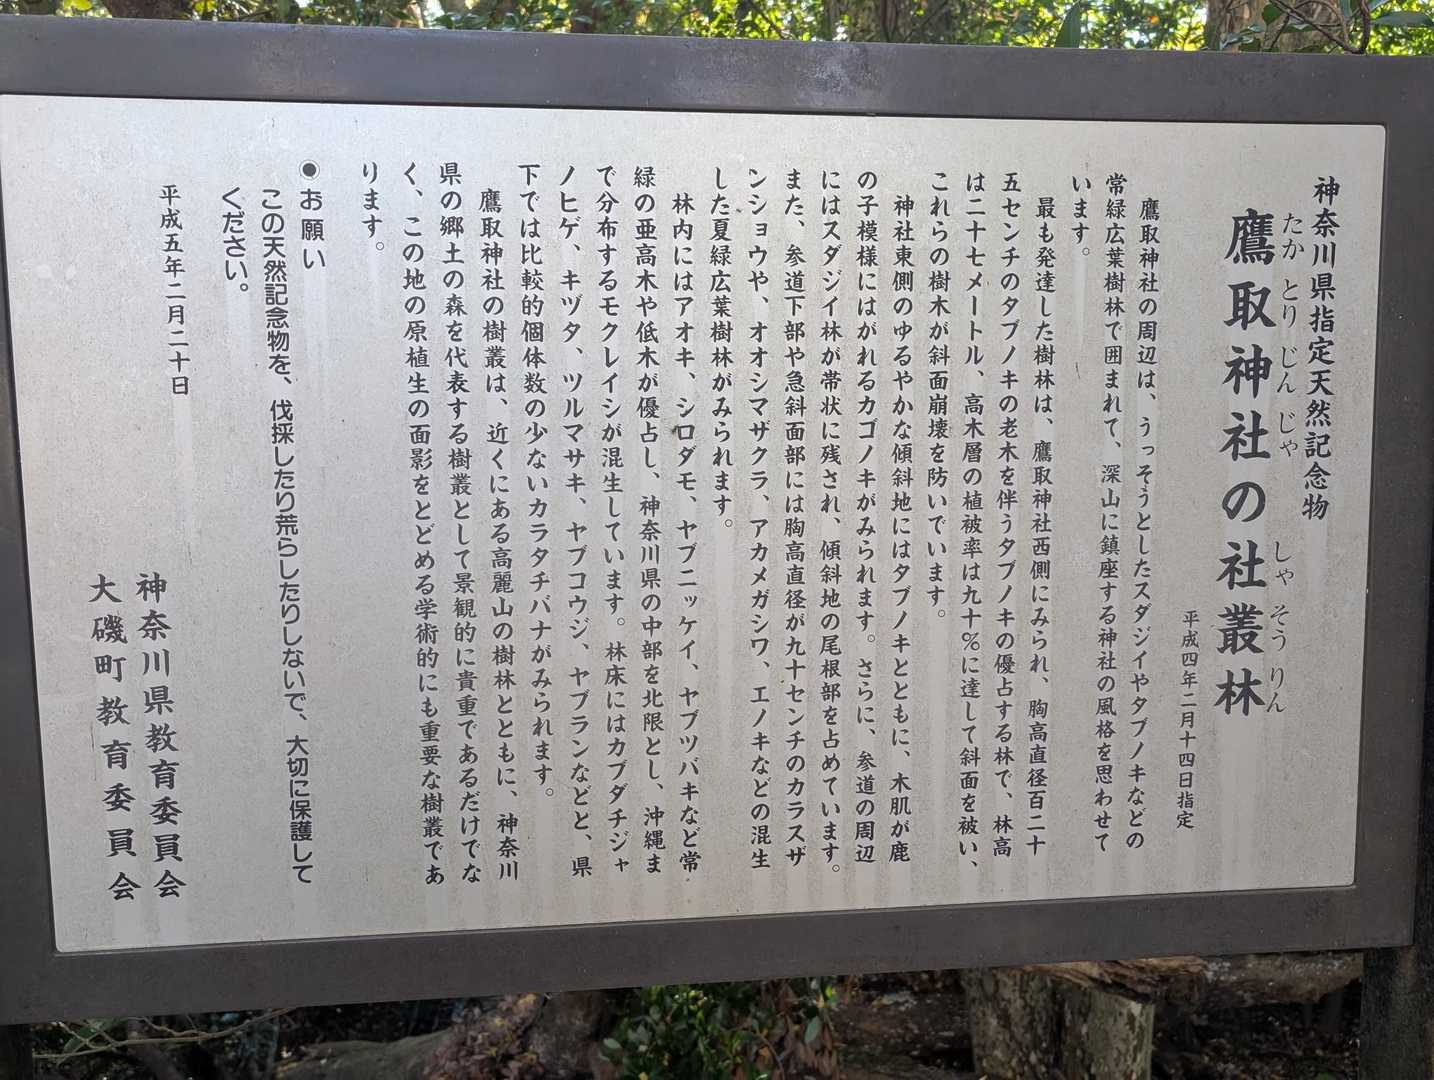 神奈川県指定天然記念物
たか とり じん じゃ しゃ そう りん
鷹取神社の社叢林
平成四年二月十四日指定
鷹取神社の周辺は、うっそうとしたスダジイやタブノキなどの
常緑広葉樹林で囲まれて、深山に鎮座する神社の風格を思わせて
います。
最も発達した樹林は、鷹取神社西側にみられ、胸高直径百二十
五センチのタブノキの老木を伴うタブノキの優占する林で、林高
は二十七メートル、高木層の植被率は九十％に達して斜面を被い、
これらの樹木が斜面崩壊を防いでいます。
神社東側のゆるやかな傾斜地にはタブノキとともに、木肌が鹿
の子模様にはがれるカゴノキがみられます。さらに、参道の周辺
にはスダジイ林が帯状に残され、傾斜地の尾根部を占めています。
また、参道下部や急斜面部には胸高直径が九十センチのカラスザ
ンショウや、オオシマザクラ、アカメガシワ、エノキなどの混生
した夏緑広葉樹林がみられます。
林内にはアオキ、シロダモ、ヤブニッケイ、ヤブツバキなど常
緑の亜高木や低木が優占し、神奈川県の中部を北限とし、沖縄ま
で分布するモクレイシが混生しています。林床にはカブダチジャ
ノヒゲ、キヅタ、ツルマサキ、ヤブコウジ、ヤブランなどと、県
下では比較的個体数の少ないカラタチバナがみられます。
鷹取神社の樹叢は、近くにある高麗山の樹林とともに、神奈川
県の郷土の森を代表する樹叢として景観的に貴重であるだけでな
く、この地の原植生の面影をとどめる学術的にも重要な樹叢であ
ります。
◉お願い
この天然記念物を、伐採したり荒らしたりしないで、大切に保護して
ください。
平成五年二月二十日
神奈川県教育委員会
大磯町教育委員会